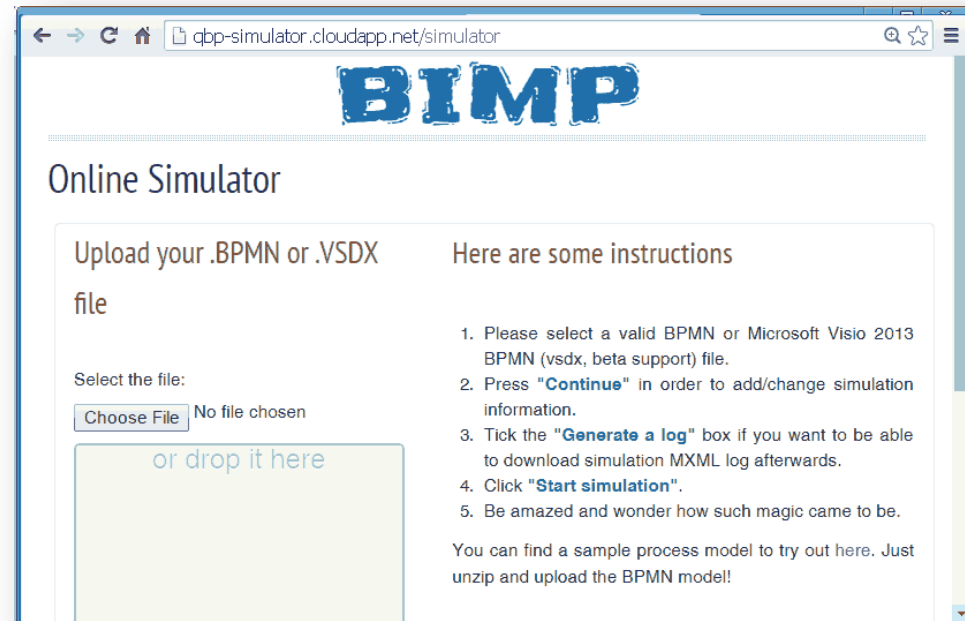 qbp-simulator.cloudapp.net/simulator
BIMP
Online Simulator
Upload your .BPMN or .VSDX
file
Select the file:
Choose File No file chosen
or drop it here
Here are some instructions
1. Please select a valid BPMN or Microsoft Visio 2013
BPMN (vsdx, beta support) file.
2. Press "Continue" in order to add/change simulation
information.
3. Tick the "Generate a log" box if you want to be able
to download simulation MXML log afterwards.
4. Click "Start simulation".
5. Be amazed and wonder how such magic came to be.
You can find a sample process model to try out here. Just
unzip and upload the BPMN model!